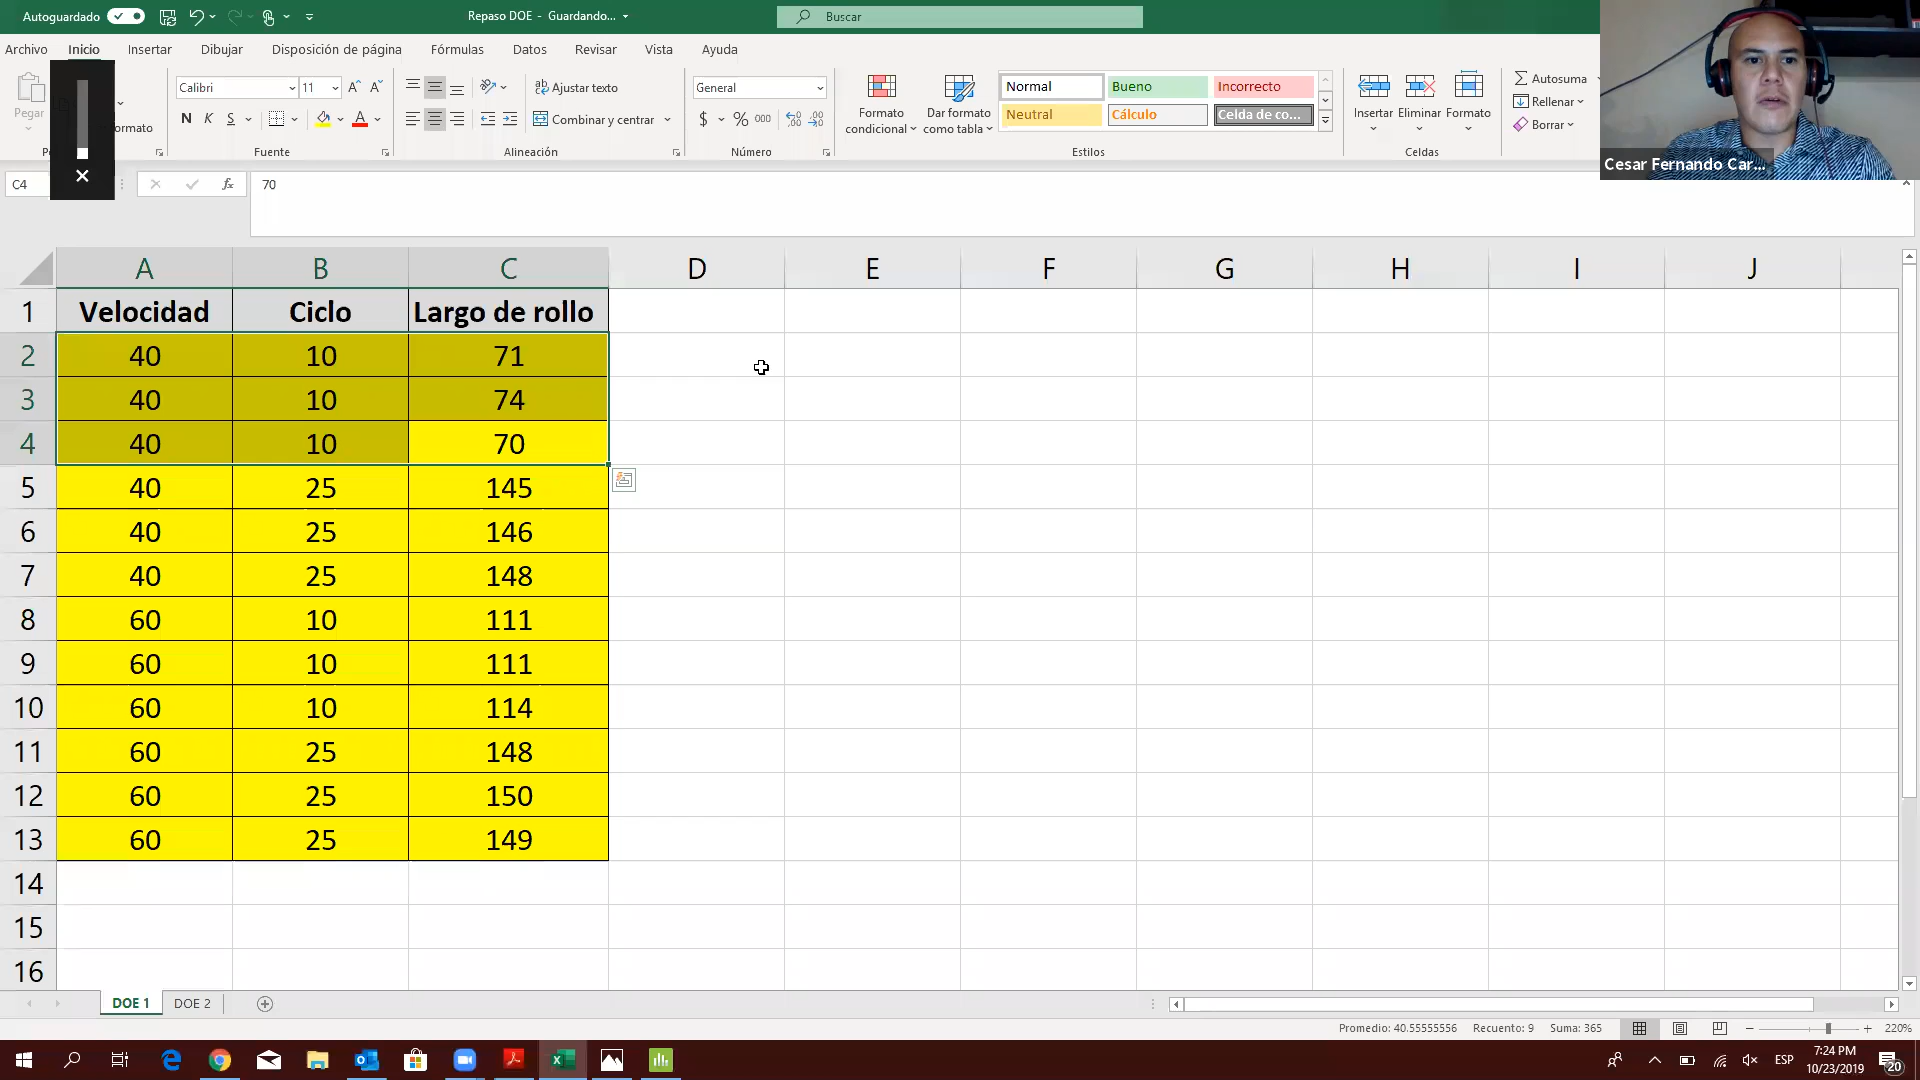 Autoguardado
Repaso DOE - Guardando...
Buscar
Archivo Inicio Insertar Dibujar Disposición de página Fórmulas Datos Revisar Vista Ayuda
Pegar
Calibri 11
Ajustar texto
General
Formato condicional
Dar formato como tabla
Normal Bueno Incorrecto
Neutral Cálculo Celda de co...
Insertar Eliminar Formato
Autosuma
Rellenar
Borrar
N K S
Combinar y centrar
$ % 000
Fuente Alineación Número Estilos Celdas
Cesar Fernando Car...
C4 fx 70
A B C D E F G H I J
1 Velocidad Ciclo Largo de rollo
2 40 10 71
3 40 10 74
4 40 10 70
5 40 25 145
6 40 25 146
7 40 25 148
8 60 10 111
9 60 10 111
10 60 10 114
11 60 25 148
12 60 25 150
13 60 25 149
14
15
16
DOE 1 DOE 2
Promedio: 40.55555556 Recuento: 9 Suma: 365 220%
ESP
7:24 PM
10/23/2019
20